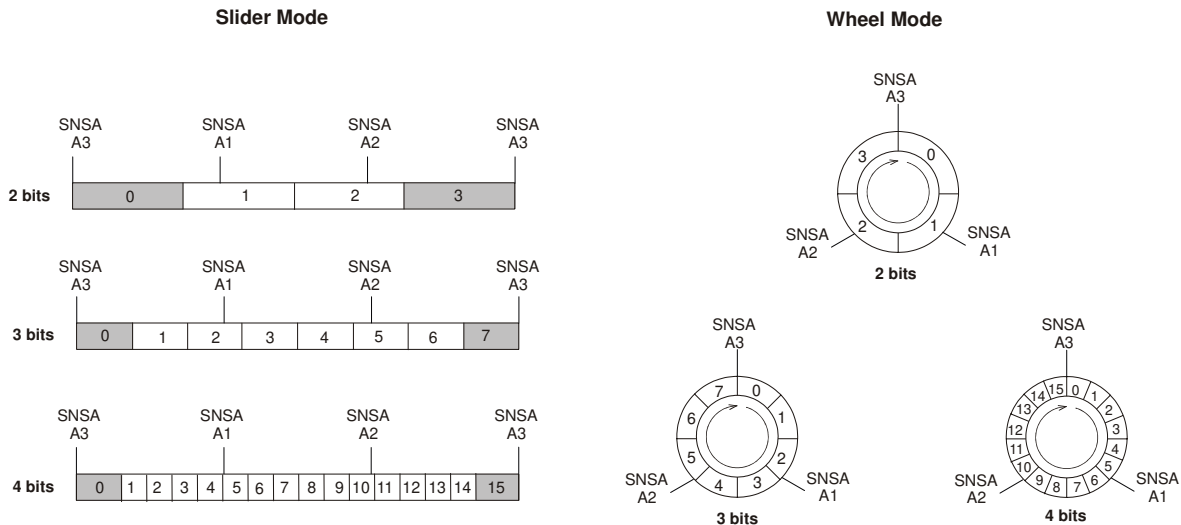 Slider Mode
SNSA SNSA SNSA SNSA
A3 A1 A2 A3
2 bits 0 1 2 3
SNSA SNSA SNSA SNSA
A3 A1 A2 A3
3 bits 0 1 2 3 4 5 6 7
SNSA SNSA SNSA SNSA
A3 A1 A2 A3
4 bits 0 1 2 3 4 5 6 7 8 9 10 11 12 13 14 15
Wheel Mode
SNSA
A3
3 0
2 1
SNSA SNSA
A2 A1
2 bits
SNSA
A3
7 0
6 1
5 2
4 3
SNSA SNSA
A2 A1
3 bits
SNSA
A3
14 15 0 1
13 2
12 3
11 4
10 5
9 8 7 6
SNSA SNSA
A2 A1
4 bits